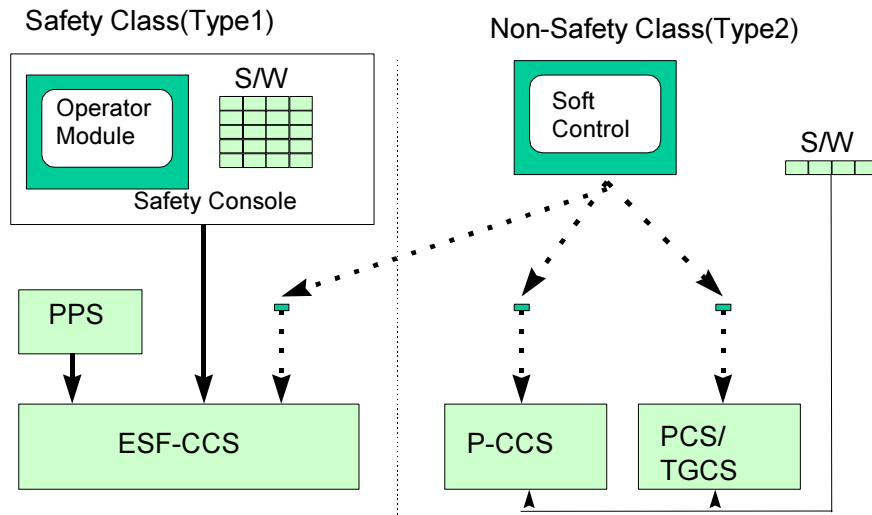 Safety Class(Type1)
Non-Safety Class(Type2)
Operator
Module
S/W
Safety Console
Soft
Control
S/W
PPS
ESF-CCS
P-CCS
PCS/
TGCS